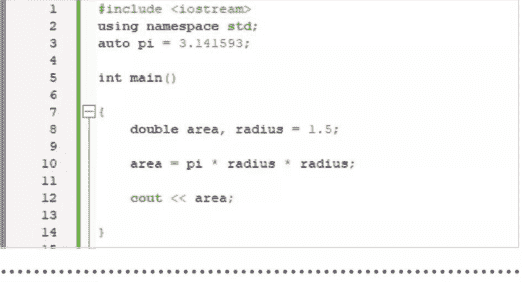 1 #include <iostream>
2 using namespace std;
3 auto pi = 3.141593;
4
5 int main()
6
7 {
8 double area, radius = 1.5;
9
10 area = pi * radius * radius;
11
12 cout << area;
13
14 }